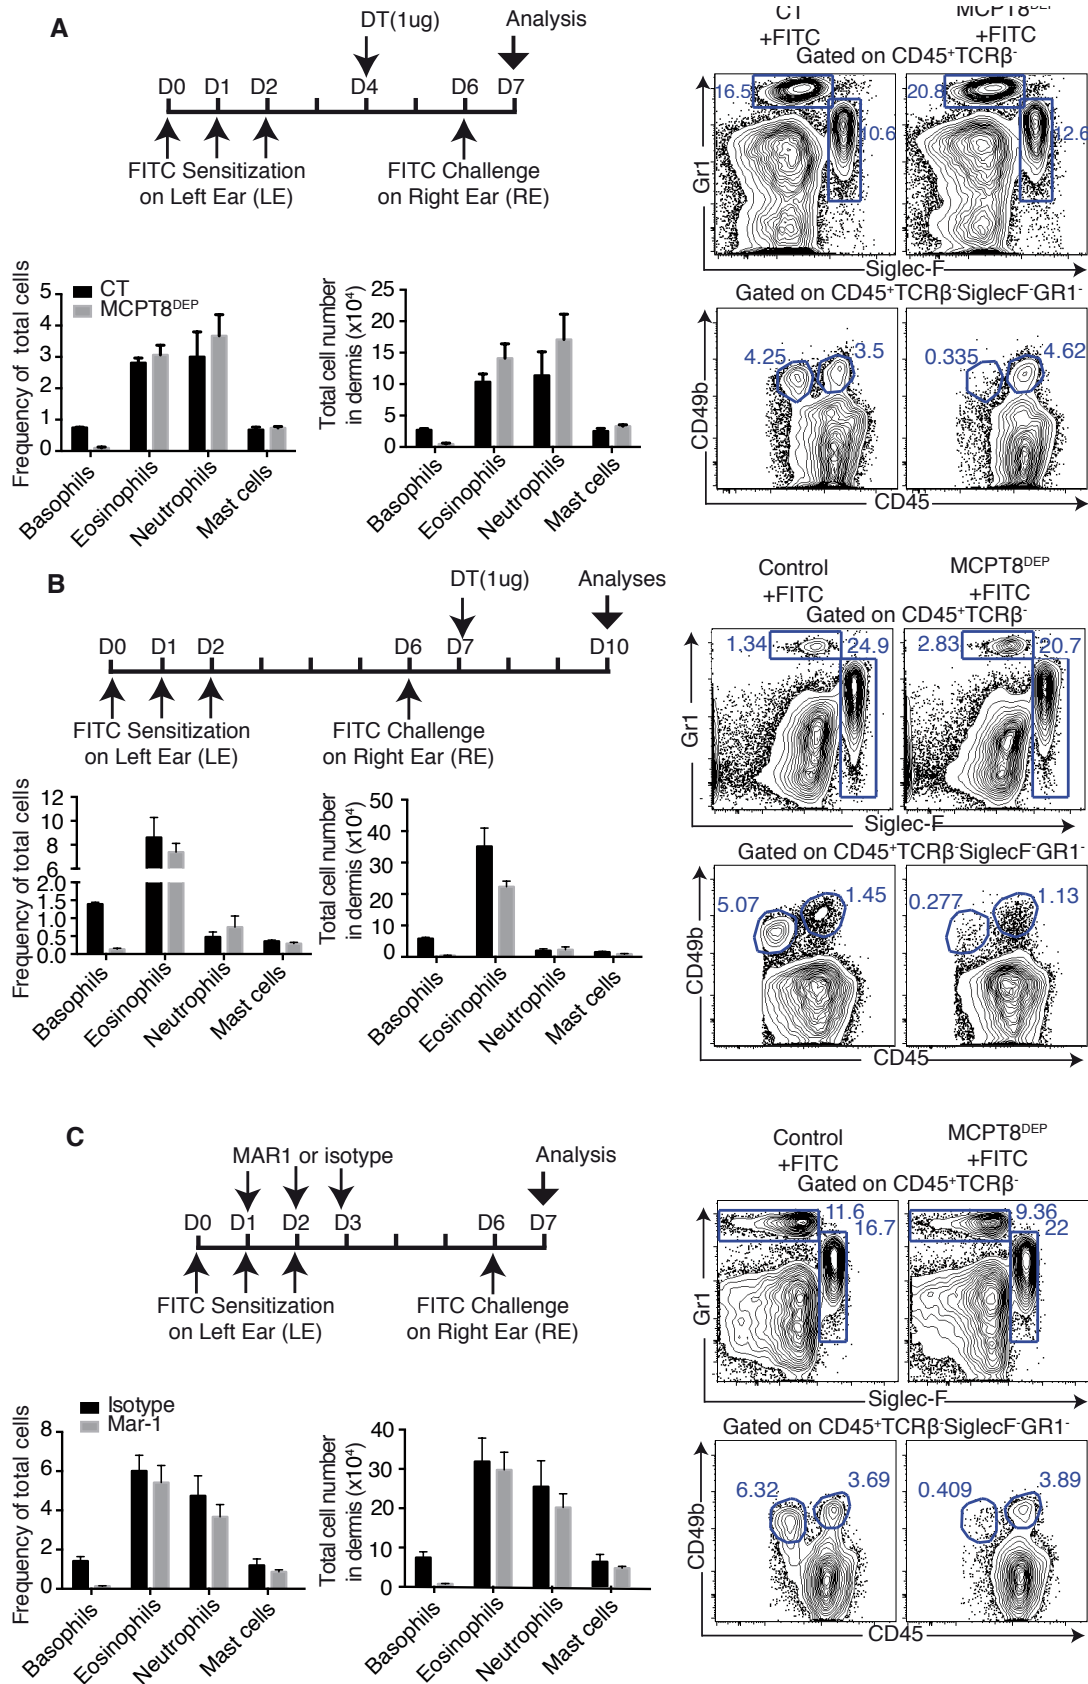 A
DT(1ug)
Analysis
D0 D1 D2 D4 D6 D7
FITC Sensitization
on Left Ear (LE)
FITC Challenge
on Right Ear (RE)
CT
+FITC
MCPT8DEP
+FITC
Gated on CD45+TCRβ-
16.5
10.6
20.8
12.6
Gr1
Siglec-F
Gated on CD45+TCRβ-SiglecF-GR1-
4.25
3.5
0.335
4.62
CD49b
CD45
Frequency of total cells
5
4
3
2
1
0
CT
MCPT8DEP
Basophils
Eosinophils
Neutrophils
Mast cells
Total cell number
in dermis (x10⁴)
25
20
15
10
5
0
Basophils
Eosinophils
Neutrophils
Mast cells
B
DT(1ug)
Analyses
D0 D1 D2 D6 D7 D10
FITC Sensitization
on Left Ear (LE)
FITC Challenge
on Right Ear (RE)
Control
+FITC
MCPT8DEP
+FITC
Gated on CD45+TCRβ-
1.34
24.9
2.83
20.7
Gr1
Siglec-F
Gated on CD45+TCRβ-SiglecF-GR1-
5.07
1.45
0.277
1.13
CD49b
CD45
Frequency of total cells
12
10
8
6
2.0
1.5
1.0
0.5
0.0
Basophils
Eosinophils
Neutrophils
Mast cells
Total cell number
in dermis (x10⁴)
50
40
30
20
10
0
Basophils
Eosinophils
Neutrophils
Mast cells
C
MAR1 or isotype
Analysis
D0 D1 D2 D3 D6 D7
FITC Sensitization
on Left Ear (LE)
FITC Challenge
on Right Ear (RE)
Control
+FITC
MCPT8DEP
+FITC
Gated on CD45+TCRβ-
11.6
16.7
9.36
22
Gr1
Siglec-F
Gated on CD45+TCRβ-SiglecF-GR1-
6.32
3.69
0.409
3.89
CD49b
CD45
Frequency of total cells
8
6
4
2
0
Isotype
Mar-1
Basophils
Eosinophils
Neutrophils
Mast cells
Total cell number
in dermis (x10⁴)
40
30
20
10
0
Basophils
Eosinophils
Neutrophils
Mast cells